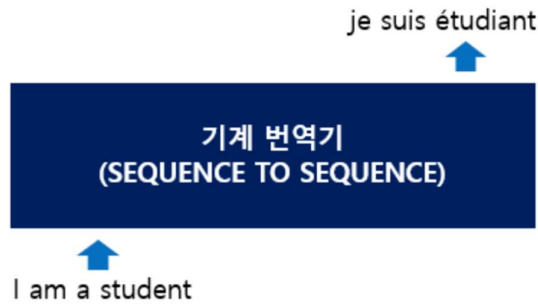 je suis étudiant
기계 번역기
(SEQUENCE TO SEQUENCE)
I am a student